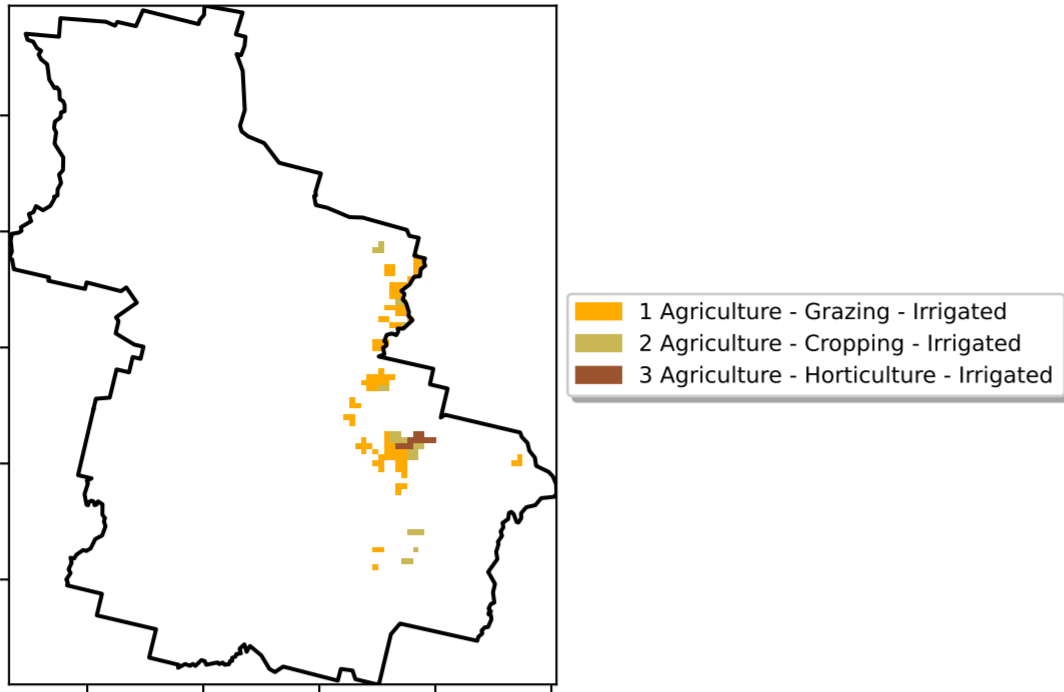 1 Agriculture - Grazing - Irrigated
2 Agriculture - Cropping - Irrigated
3 Agriculture - Horticulture - Irrigated